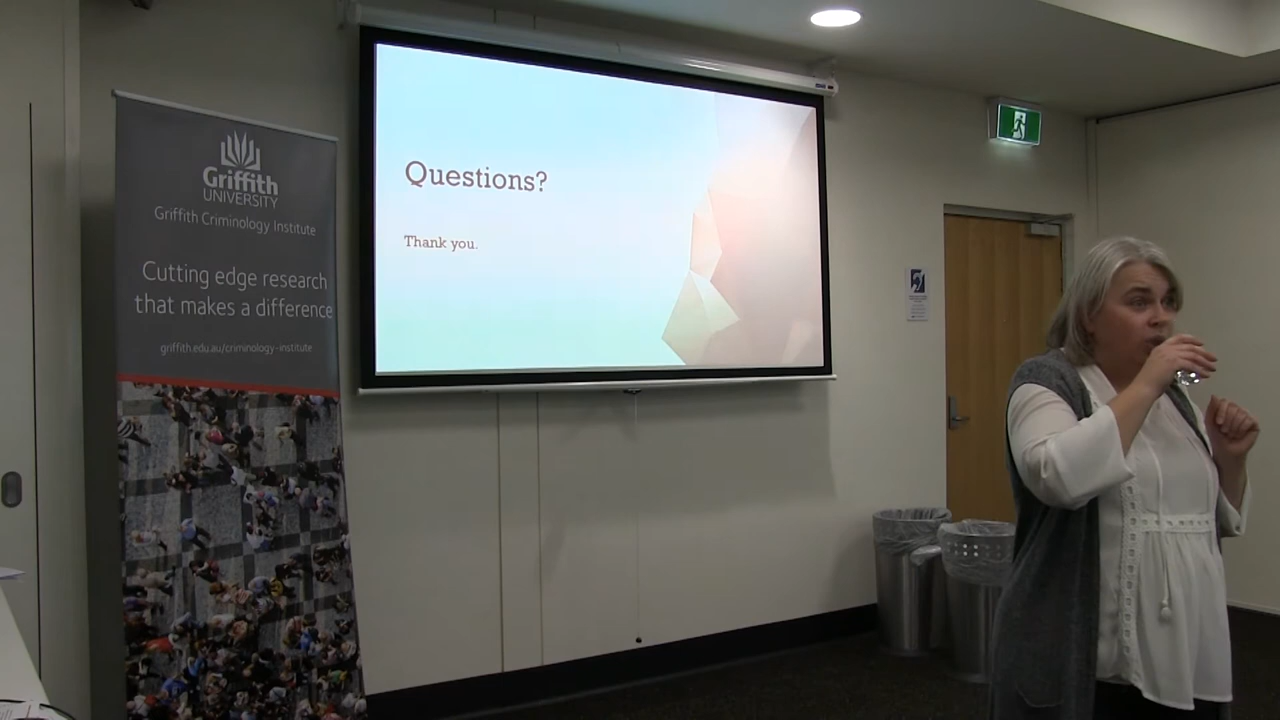 Griffith
UNIVERSITY
Griffith Criminology Institute
Cutting edge research
that makes a difference
griffith.edu.au/criminology-institute
Questions?
Thank you.